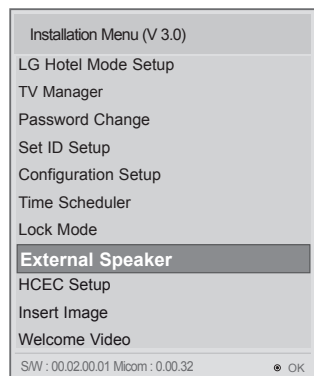 Installation Menu (V 3.0)
LG Hotel Mode Setup
TV Manager
Password Change
Set ID Setup
Configuration Setup
Time Scheduler
Lock Mode
External Speaker
HCEC Setup
Insert Image
Welcome Video
S/W : 00.02.00.01 Micom : 0.00.32 ◉ OK